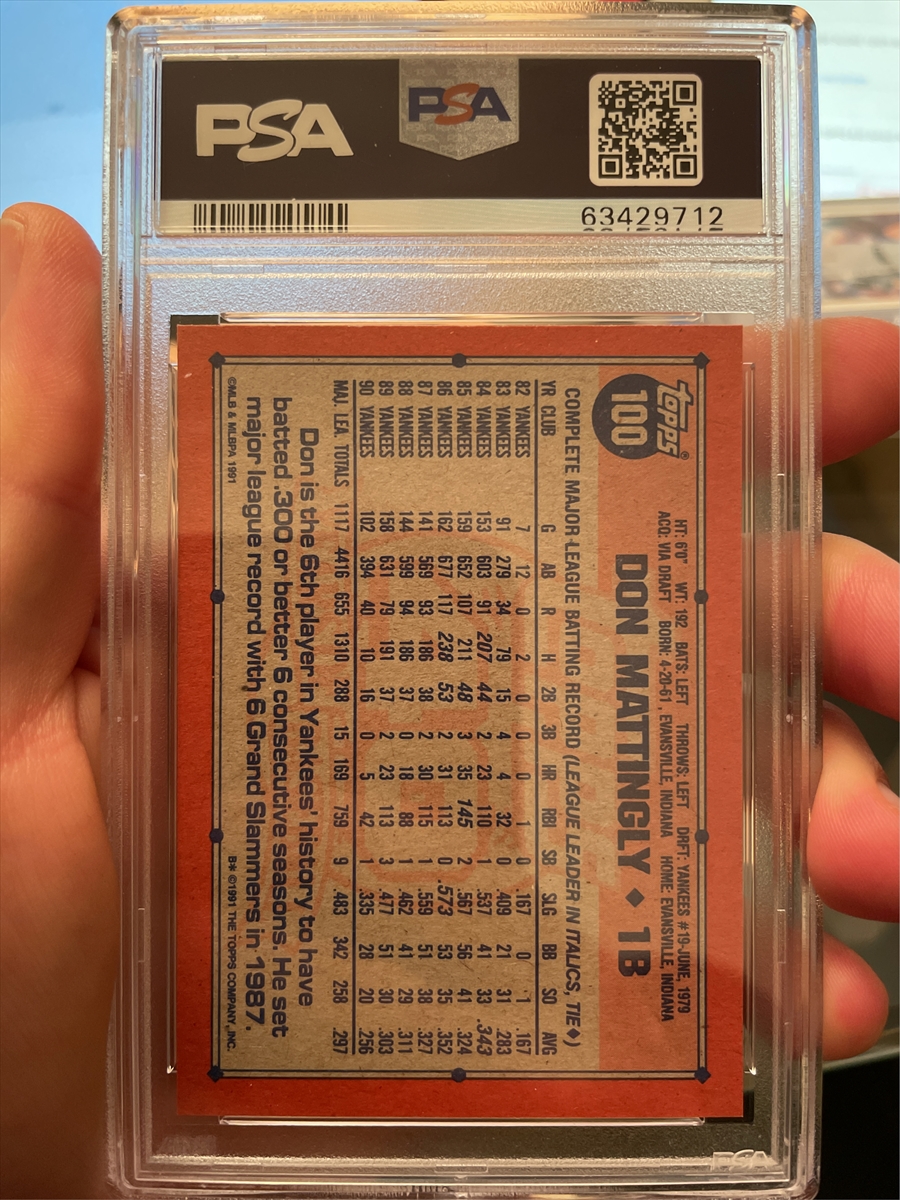 PSA
PSA
63429712
topps®
100
HT: 6'0" WT: 192 BATS: LEFT THROWS: LEFT DRFT: YANKEES #19-JUNE, 1979
ACQ: VIA DRAFT BORN: 4-20-61, EVANSVILLE, INDIANA HOME: EVANSVILLE, INDIANA
DON MATTINGLY ♦ 1B
COMPLETE MAJOR LEAGUE BATTING RECORD (LEAGUE LEADER IN ITALICS, TIE♦)
YR CLUB G AB R H 2B 3B HR RBI SB SLG BB SO AVG
82 YANKEES 7 12 0 2 0 0 0 1 0 .167 0 1 .167
83 YANKEES 91 279 34 79 15 4 4 32 0 .409 21 31 .283
84 YANKEES 153 603 91 207 44 2 23 110 1 .537 41 33 .343
85 YANKEES 159 652 107 211 48 3 35 145 2 .567 56 41 .324
86 YANKEES 162 677 117 238 53 2 31 113 0 .573 53 35 .352
87 YANKEES 141 569 93 186 38 2 30 115 1 .559 51 38 .327
88 YANKEES 144 599 94 186 37 0 18 88 1 .462 41 29 .311
89 YANKEES 158 631 79 191 37 2 23 113 3 .477 51 30 .303
90 YANKEES 102 394 40 10 16 0 5 42 1 .335 28 20 .256
MAJ. LEA. TOTALS 1117 4416 655 1310 288 15 169 759 9 .483 342 258 .297
Don is the 6th player in Yankees' history to have
batted .300 or better 6 consecutive seasons. He set
major league record with 6 Grand Slammers in 1987.
©MLB & MLBPA 1991
B* ©1991 THE TOPPS COMPANY, INC.
PSA